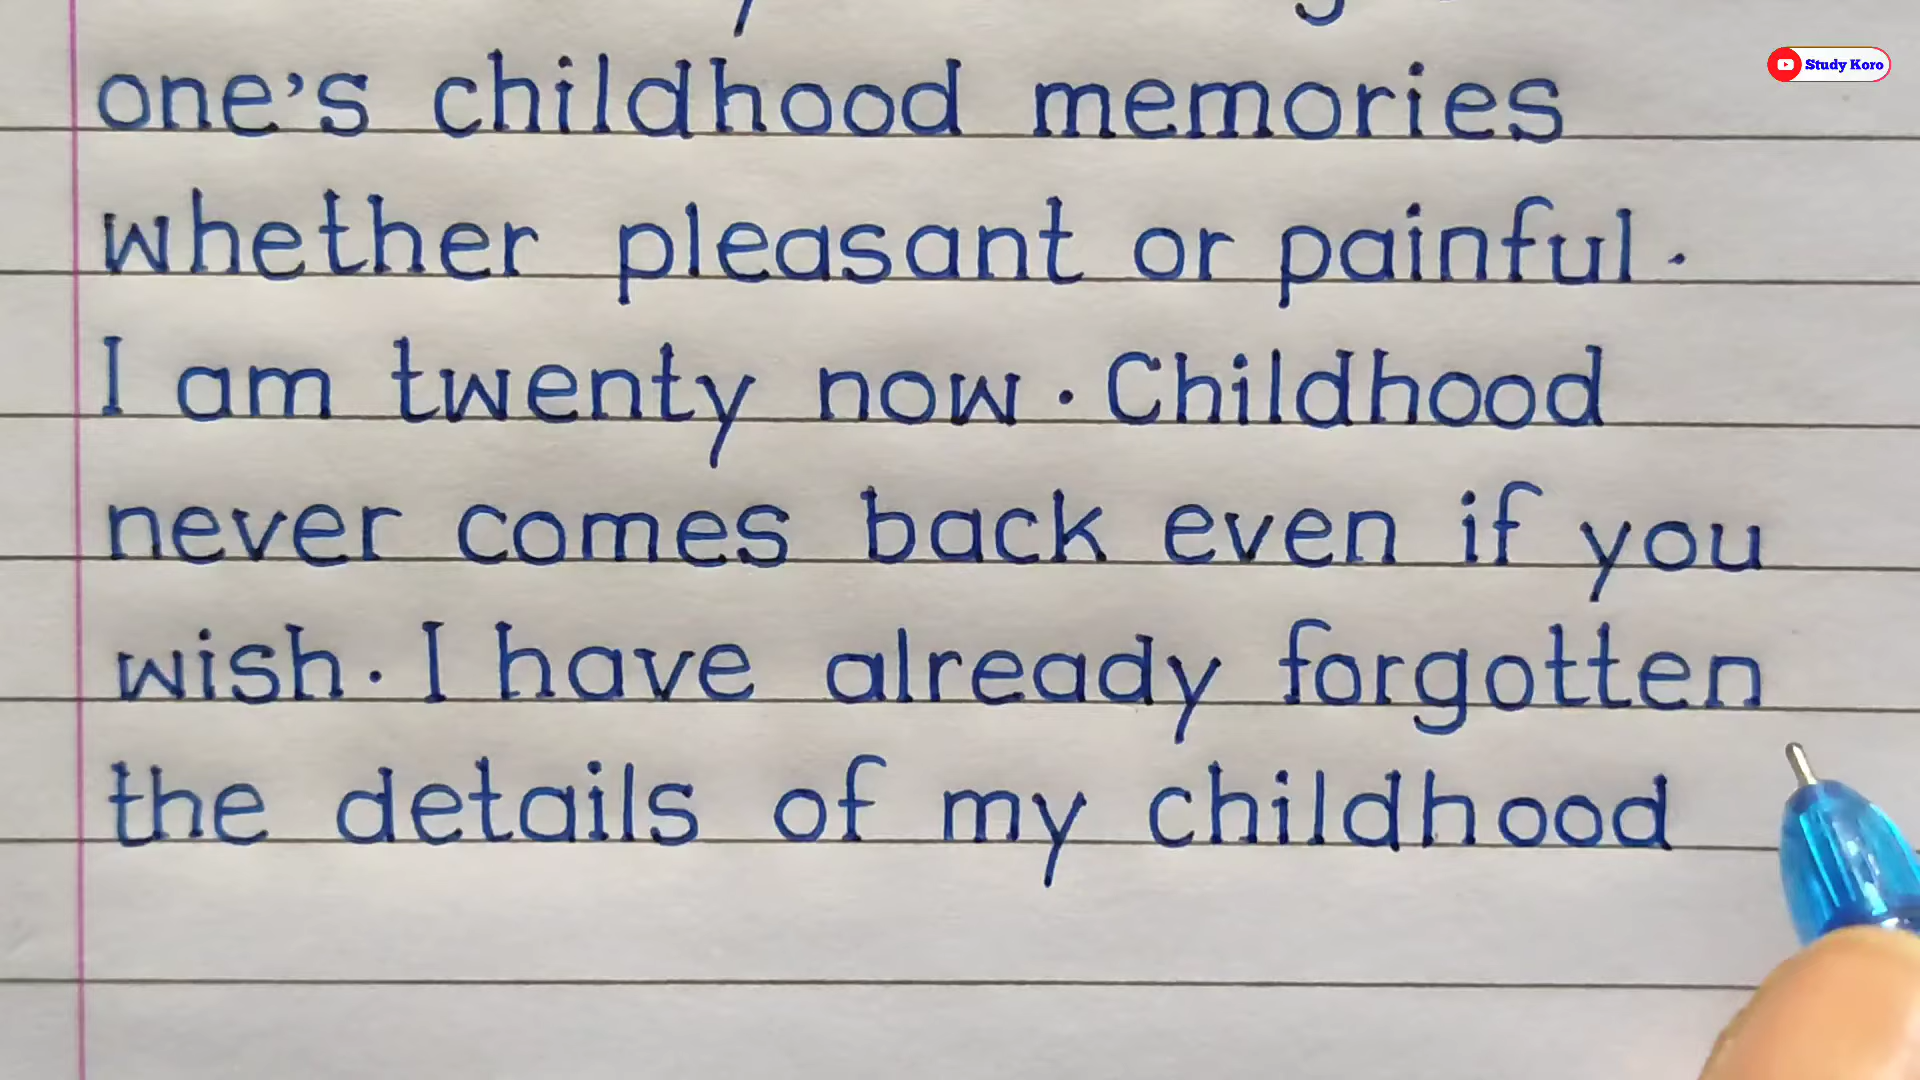 Study Koro
one's childhood memories
whether pleasant or painful.
I am twenty now. Childhood
never comes back even if you
wish. I have already forgotten
the details of my childhood